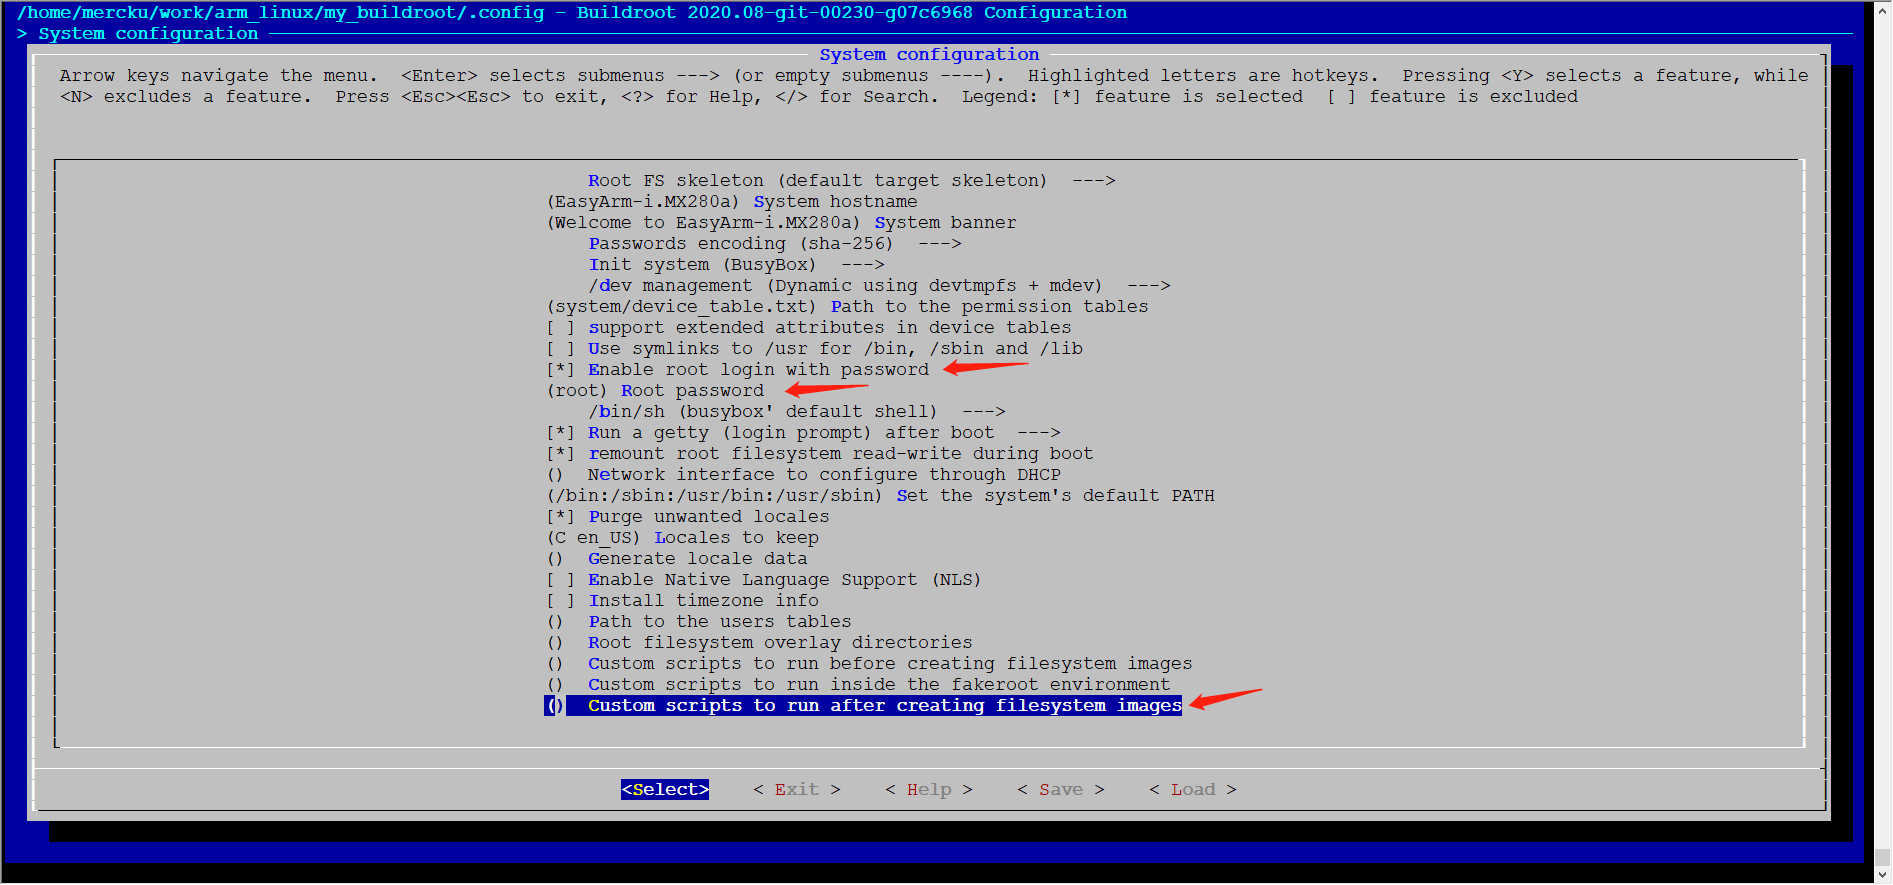 /home/mercku/work/arm_linux/my_buildroot/.config - Buildroot 2020.08-git-00230-g07c6968 Configuration
> System configuration
System configuration
Arrow keys navigate the menu.  <Enter> selects submenus ---> (or empty submenus ----).  Highlighted letters are hotkeys.  Pressing <Y> selects a feature, while
<N> excludes a feature.  Press <Esc><Esc> to exit, <?> for Help, </> for Search.  Legend: [*] feature is selected  [ ] feature is excluded
Root FS skeleton (default target skeleton)  --->
(EasyArm-i.MX280a) System hostname
(Welcome to EasyArm-i.MX280a) System banner
Passwords encoding (sha-256)  --->
Init system (BusyBox)  --->
/dev management (Dynamic using devtmpfs + mdev)  --->
(system/device_table.txt) Path to the permission tables
[ ] support extended attributes in device tables
[ ] Use symlinks to /usr for /bin, /sbin and /lib
[*] Enable root login with password
(root) Root password
/bin/sh (busybox' default shell)  --->
[*] Run a getty (login prompt) after boot  --->
[*] remount root filesystem read-write during boot
()  Network interface to configure through DHCP
(/bin:/sbin:/usr/bin:/usr/sbin) Set the system's default PATH
[*] Purge unwanted locales
(C en_US) Locales to keep
()  Generate locale data
[ ] Enable Native Language Support (NLS)
[ ] Install timezone info
()  Path to the users tables
()  Root filesystem overlay directories
()  Custom scripts to run before creating filesystem images
()  Custom scripts to run inside the fakeroot environment
()  Custom scripts to run after creating filesystem images
<Select>    < Exit >    < Help >    < Save >    < Load >